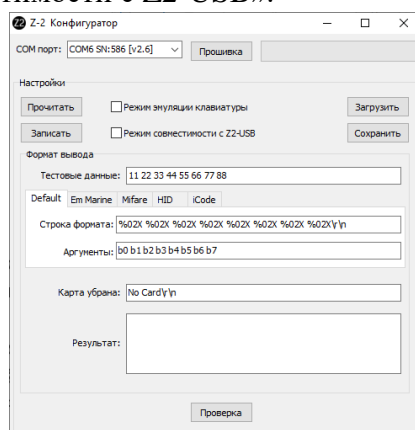 имости с Z2-USB».
Z-2 Конфигуратор
COM порт: COM6 SN:586 [v2.6] Прошивка
Настройки
Прочитать Режим эмуляции клавиатуры Загрузить
Записать Режим совместимости с Z2-USB Сохранить
Формат вывода
Тестовые данные: 11 22 33 44 55 66 77 88
Default Em Marine Mifare HID iCode
Строка формата: %02X %02X %02X %02X %02X %02X %02X %02X\r\n
Аргументы: b0 b1 b2 b3 b4 b5 b6 b7
Карта убрана: No Card\r\n
Результат:
Проверка